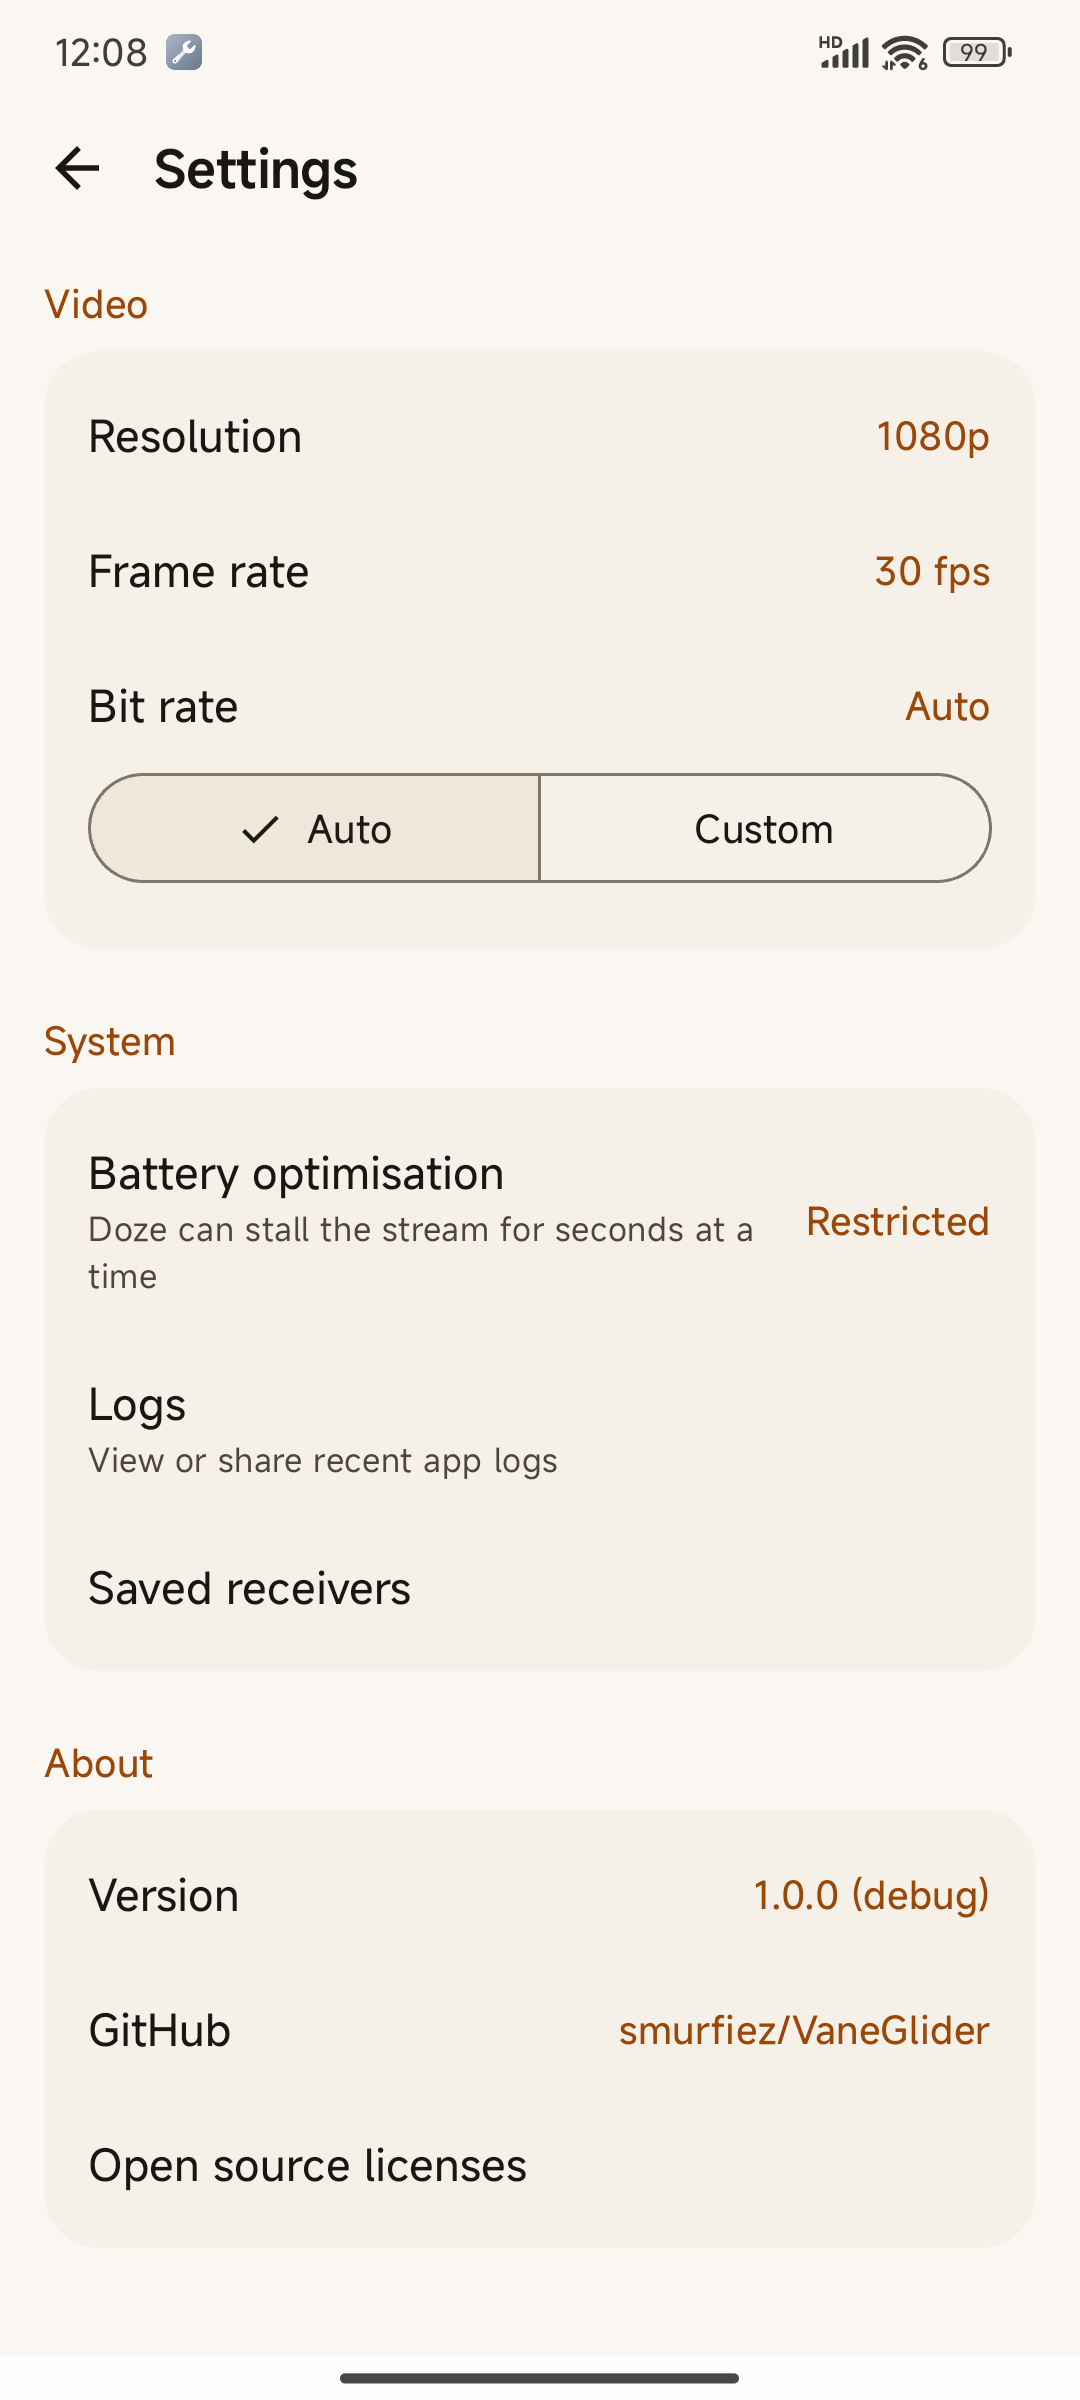 12:08
HD
6
99
Settings
Video
Resolution
1080p
Frame rate
30 fps
Bit rate
Auto
Auto
Custom
System
Battery optimisation
Doze can stall the stream for seconds at a
time
Restricted
Logs
View or share recent app logs
Saved receivers
About
Version
1.0.0 (debug)
GitHub
smurfiez/VaneGlider
Open source licenses